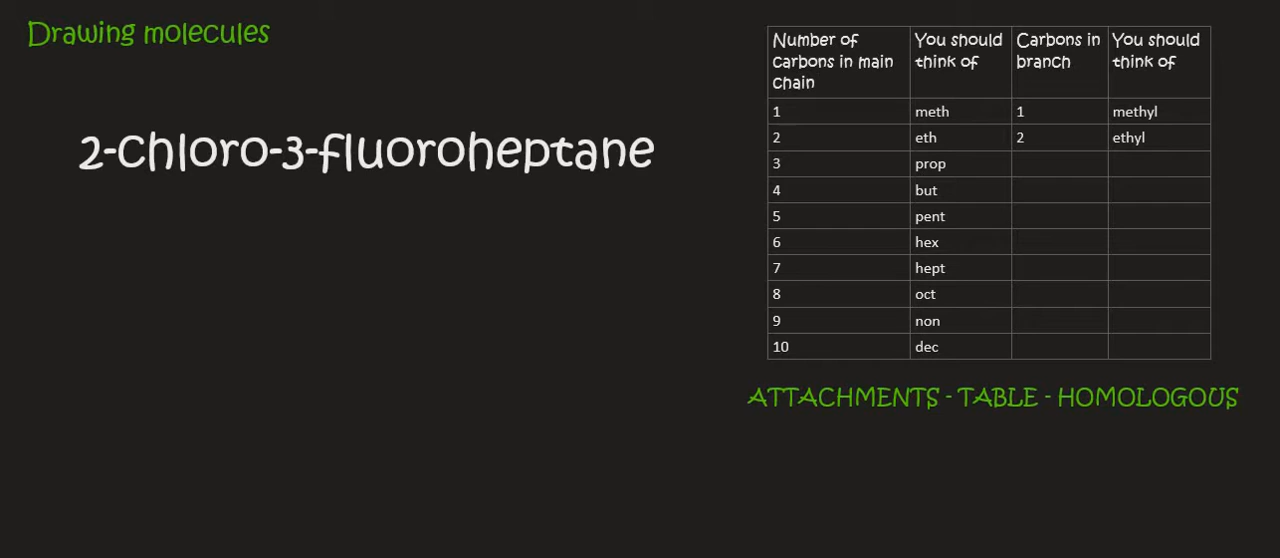 Drawing molecules
2-chloro-3-fluoroheptane
Number of carbons in main chain You should think of Carbons in branch You should think of
1 meth 1 methyl
2 eth 2 ethyl
3 prop
4 but
5 pent
6 hex
7 hept
8 oct
9 non
10 dec
ATTACHMENTS - TABLE - HOMOLOGOUS